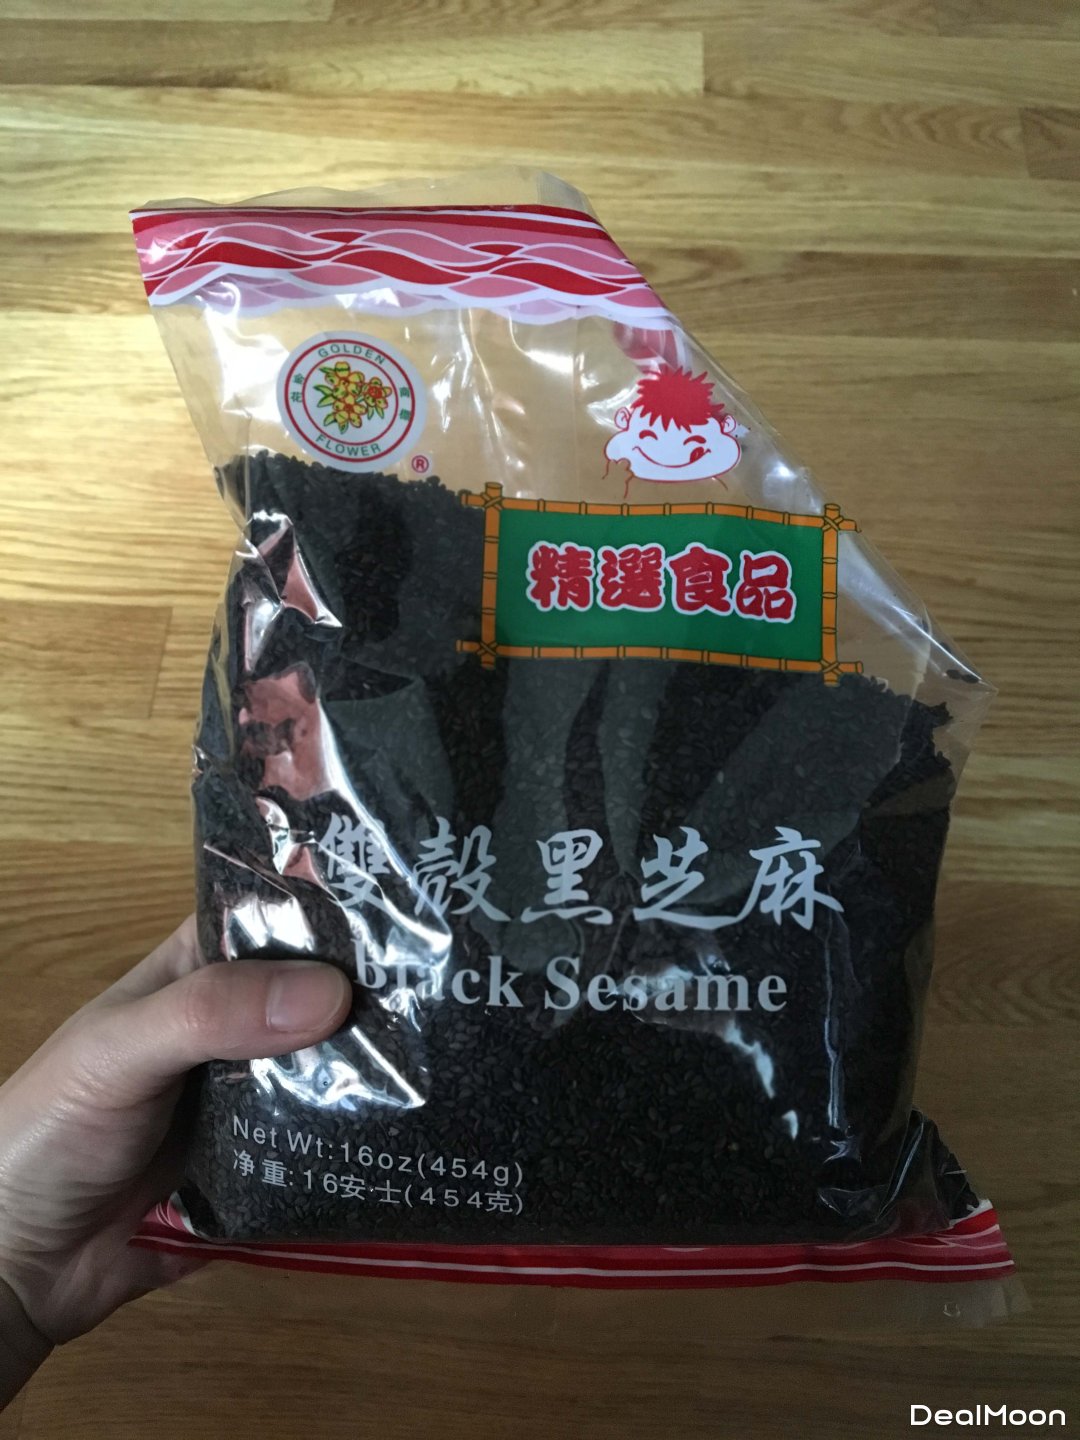 GOLDEN
FLOWER
®
精選食品
雙殼黑芝麻
black Sesame
Net Wt:16oz(454g)
净重:16安士(454克)
DealMoon